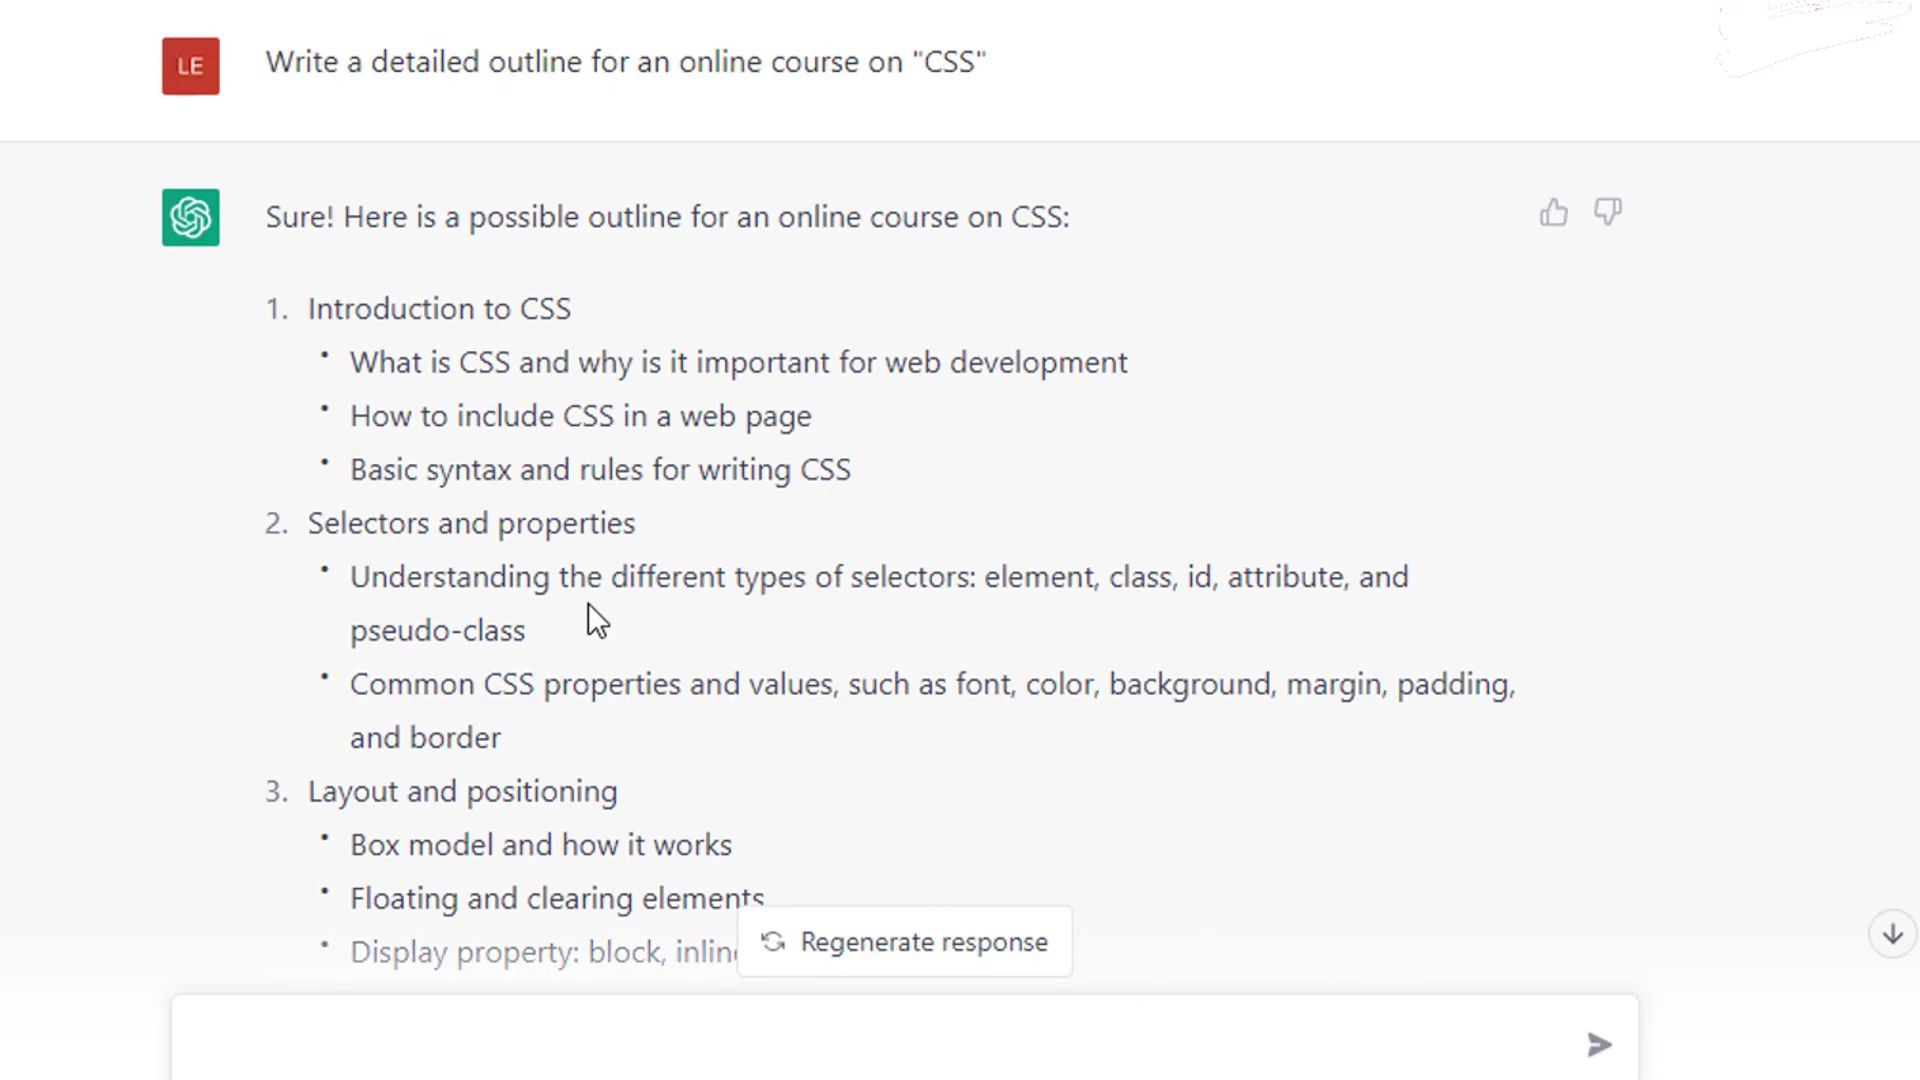 LE
Write a detailed outline for an online course on "CSS"
Sure! Here is a possible outline for an online course on CSS:
1. Introduction to CSS
• What is CSS and why is it important for web development
• How to include CSS in a web page
• Basic syntax and rules for writing CSS
2. Selectors and properties
• Understanding the different types of selectors: element, class, id, attribute, and
pseudo-class
• Common CSS properties and values, such as font, color, background, margin, padding,
and border
3. Layout and positioning
• Box model and how it works
• Floating and clearing elements
• Display property: block,
Regenerate response